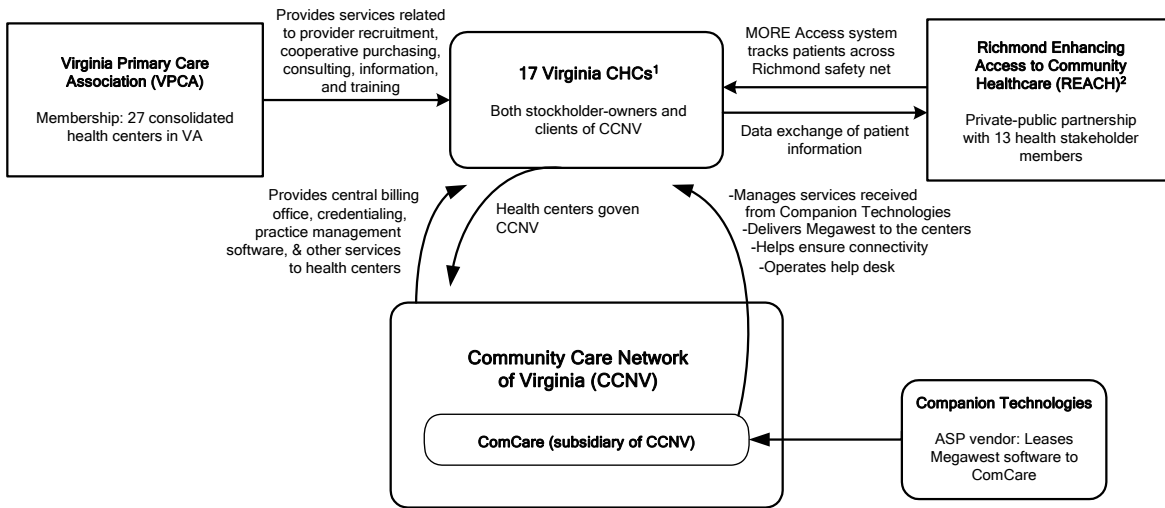 Virginia Primary Care
Association (VPCA)
Membership: 27 consolidated
health centers in VA
Provides services related
to provider recruitment,
cooperative purchasing,
consulting, information,
and training
17 Virginia CHCs¹
Both stockholder-owners and
clients of CCNV
MORE Access system
tracks patients across
Richmond safety net
Data exchange of patient
information
Richmond Enhancing
Access to Community
Healthcare (REACH)²
Private-public partnership
with 13 health stakeholder
members
Provides central billing
office, credentialing,
practice management
software, & other services
to health centers
Health centers goven
CCNV
-Manages services received
from Companion Technologies
-Delivers Megawest to the centers
-Helps ensure connectivity
-Operates help desk
Community Care Network
of Virginia (CCNV)
ComCare (subsidiary of CCNV)
Companion Technologies
ASP vendor: Leases
Megawest software to
ComCare